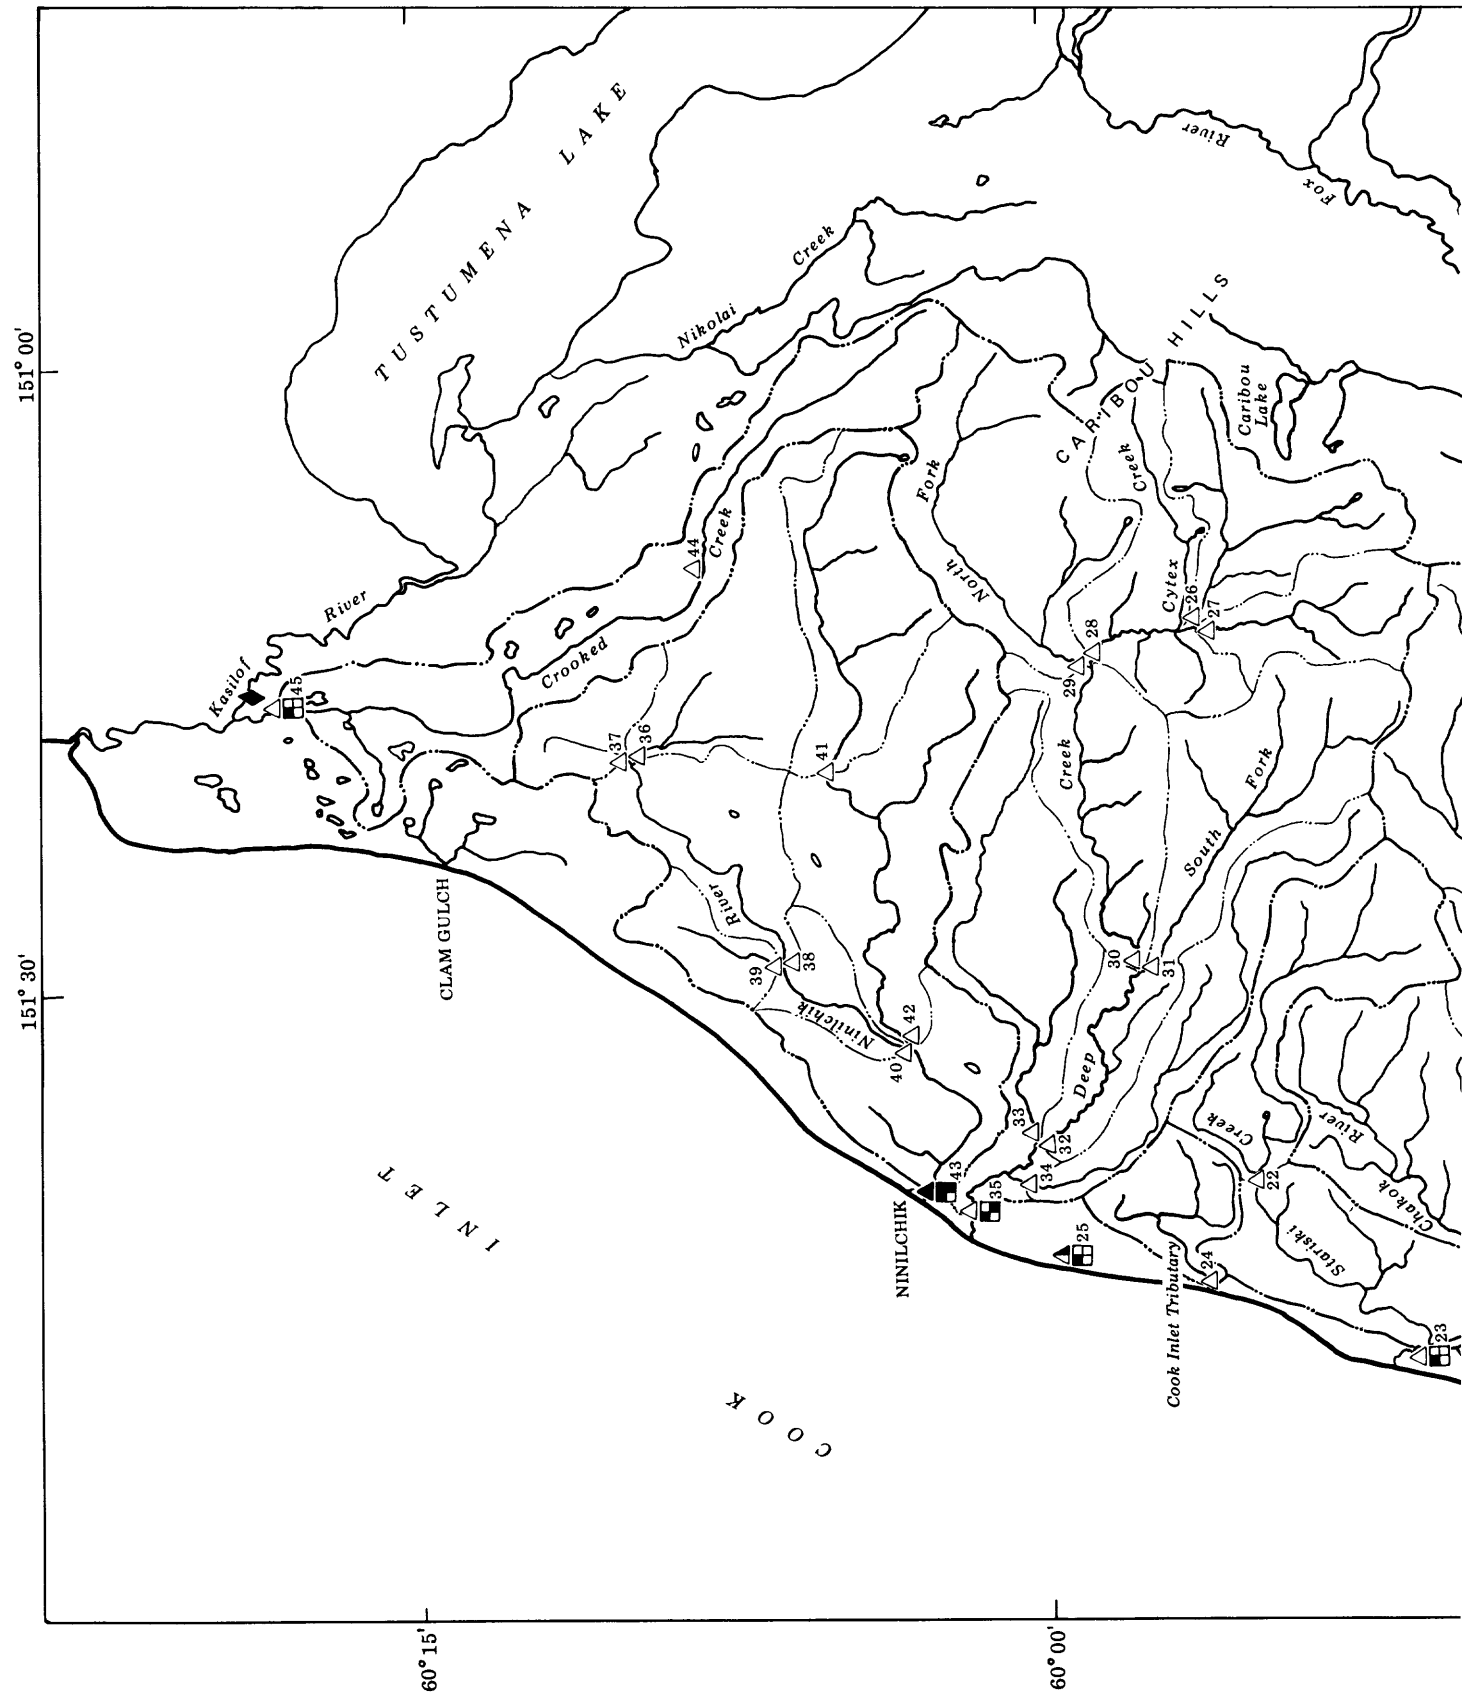 151° 00'
151° 30'
60° 15'
60° 00'
TUSTUMENA LAKE
Kasilof River
45
Nikolai Creek
Fox River
CARIBOU HILLS
Caribou Lake
Crooked Creek
44
North Fork
Cytex Creek
26
27
28
29
37
36
41
CLAM GULCH
River
39
38
Ninilchik
40
42
Creek
South Fork
30
31
Deep
33
32
34
43
35
NINILCHIK
25
Cook Inlet Tributary
24
Creek
22
Stariski
Chakok River
23
COOK INLET